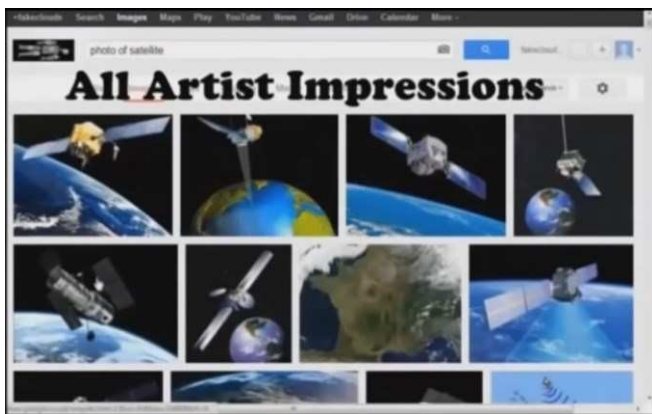 +fakeclouds Search Images Maps Play YouTube News Gmail Drive Calendar More
photo of satellite
All Artist Impressions